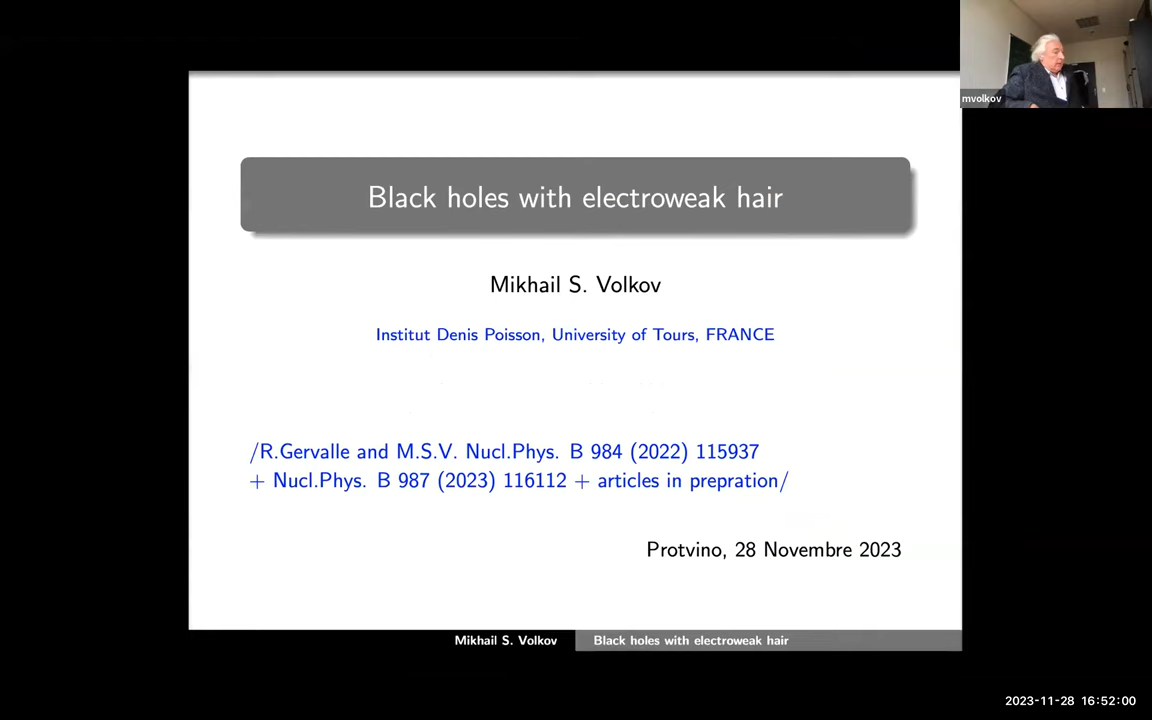 mvolkov
Black holes with electroweak hair
Mikhail S. Volkov
Institut Denis Poisson, University of Tours, FRANCE
/R.Gervalle and M.S.V. Nucl.Phys. B 984 (2022) 115937
+ Nucl.Phys. B 987 (2023) 116112 + articles in prepration/
Protvino, 28 Novembre 2023
Mikhail S. Volkov Black holes with electroweak hair
2023-11-28 16:52:00